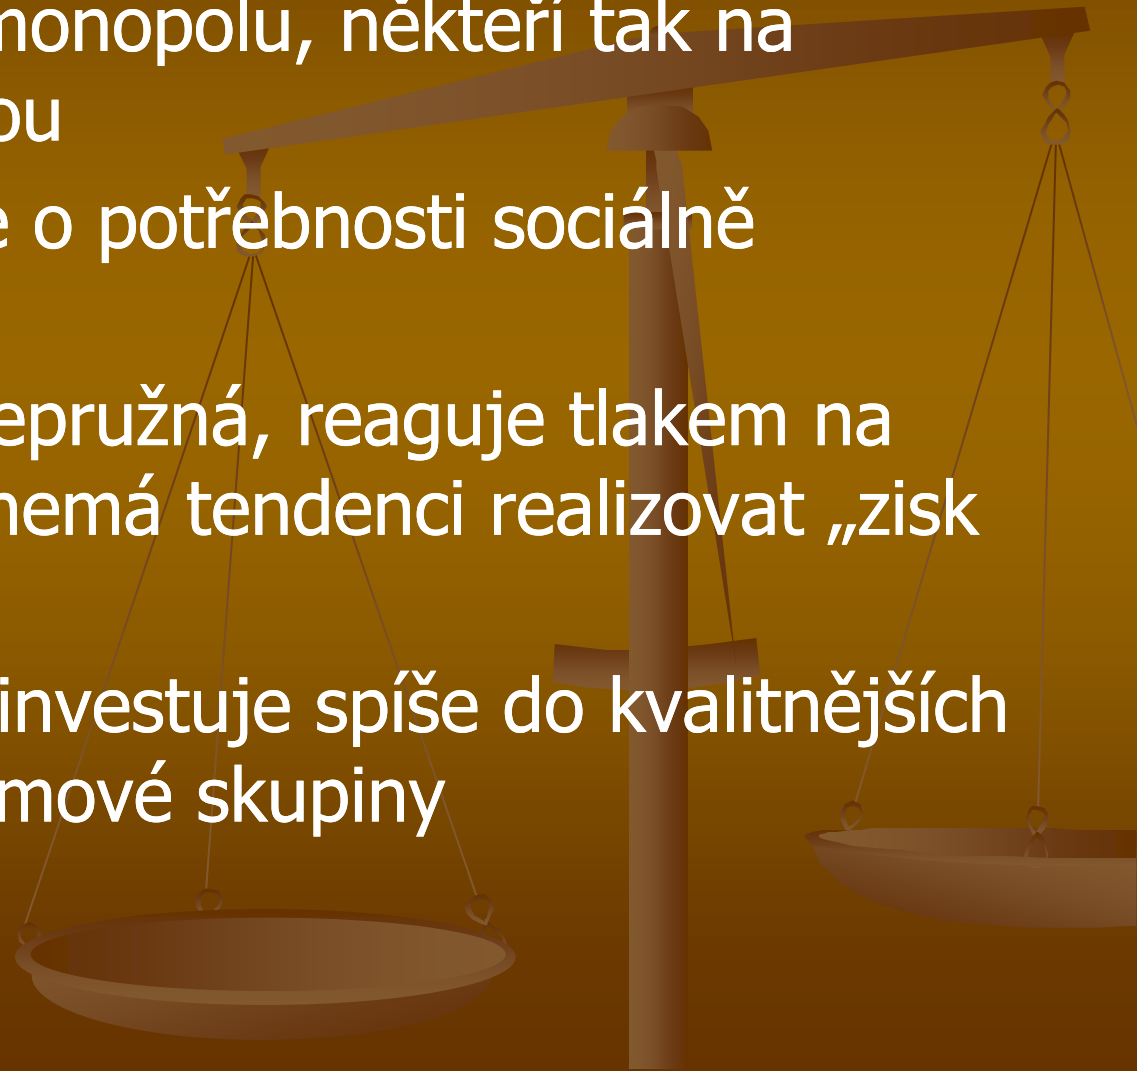 monopolu, někteří tak na
ou
e o potřebnosti sociálně
epružná, reaguje tlakem na
nemá tendenci realizovat „zisk
investuje spíše do kvalitnějších
mové skupiny